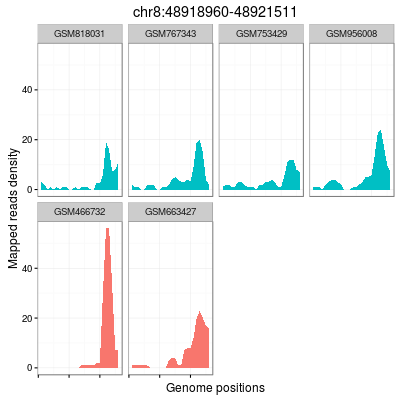 chr8:48918960-48921511
GSM818031 GSM767343 GSM753429 GSM956008
40
20
0
GSM466732 GSM663427
40
20
0
Mapped reads density
Genome positions